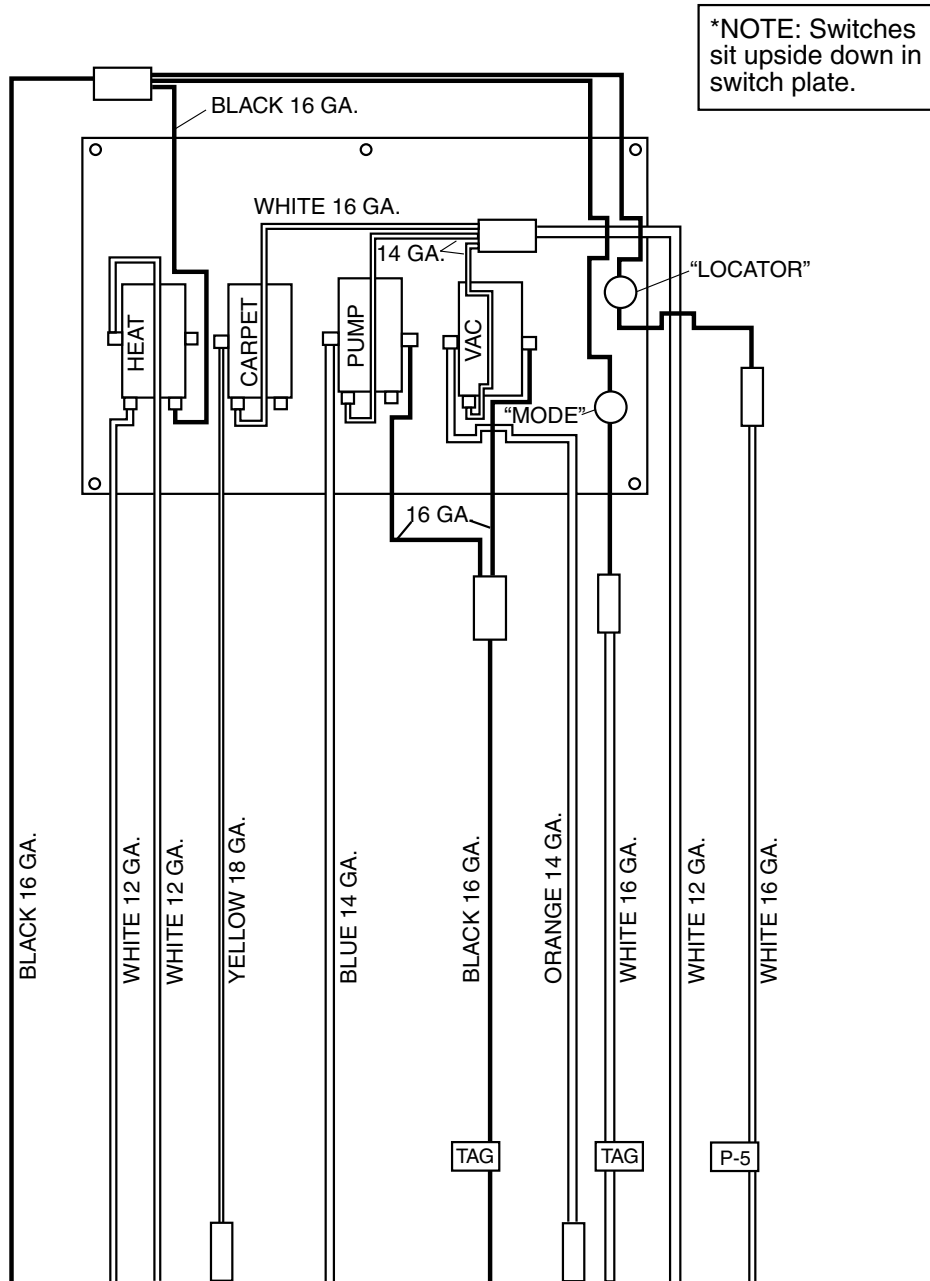 *NOTE: Switches
sit upside down in
switch plate.
BLACK 16 GA.
WHITE 16 GA.
14 GA.
"LOCATOR"
HEAT
CARPET
PUMP
VAC
"MODE"
16 GA.
BLACK 16 GA.
WHITE 12 GA.
WHITE 12 GA.
YELLOW 18 GA.
BLUE 14 GA.
BLACK 16 GA.
ORANGE 14 GA.
WHITE 16 GA.
WHITE 12 GA.
WHITE 16 GA.
TAG
TAG
P-5